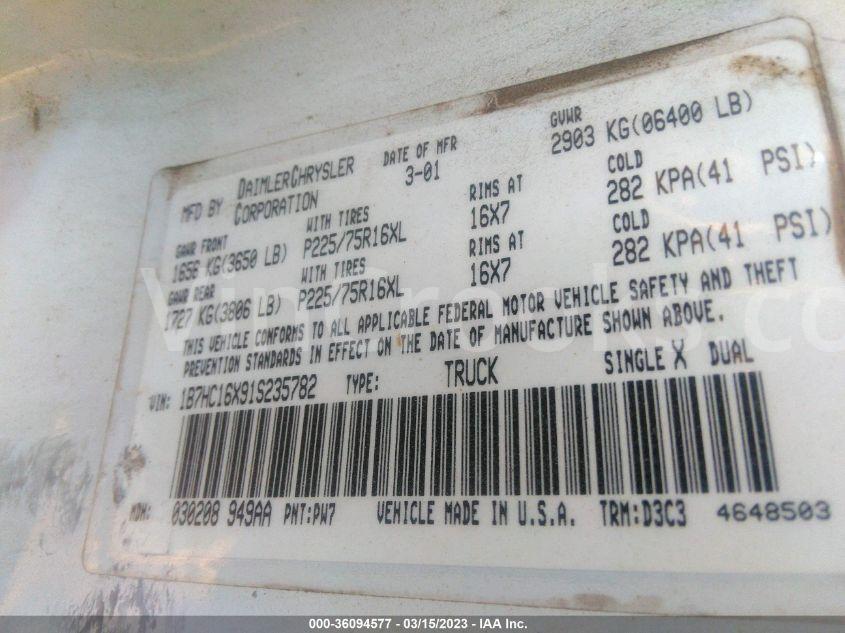 MFD BY DAIMLERCHRYSLER CORPORATION
DATE OF MFR 3-01
GVWR 2903 KG(06400 LB)
GAWR FRONT WITH TIRES RIMS AT COLD
1656 KG(3650 LB) P225/75R16XL 16X7 282 KPA(41 PSI)
GAWR REAR WITH TIRES RIMS AT COLD
1727 KG(3806 LB) P225/75R16XL 16X7 282 KPA(41 PSI)
THIS VEHICLE CONFORMS TO ALL APPLICABLE FEDERAL MOTOR VEHICLE SAFETY AND THEFT
PREVENTION STANDARDS IN EFFECT ON THE DATE OF MANUFACTURE SHOWN ABOVE.
VIN: 1B7HC16X91S235782 TYPE: TRUCK SINGLE X DUAL
MDH: 030208 949AA PNT:PW7 VEHICLE MADE IN U.S.A. TRM:D3C3 4648503
000-36094577 - 03/15/2023 - IAA Inc.